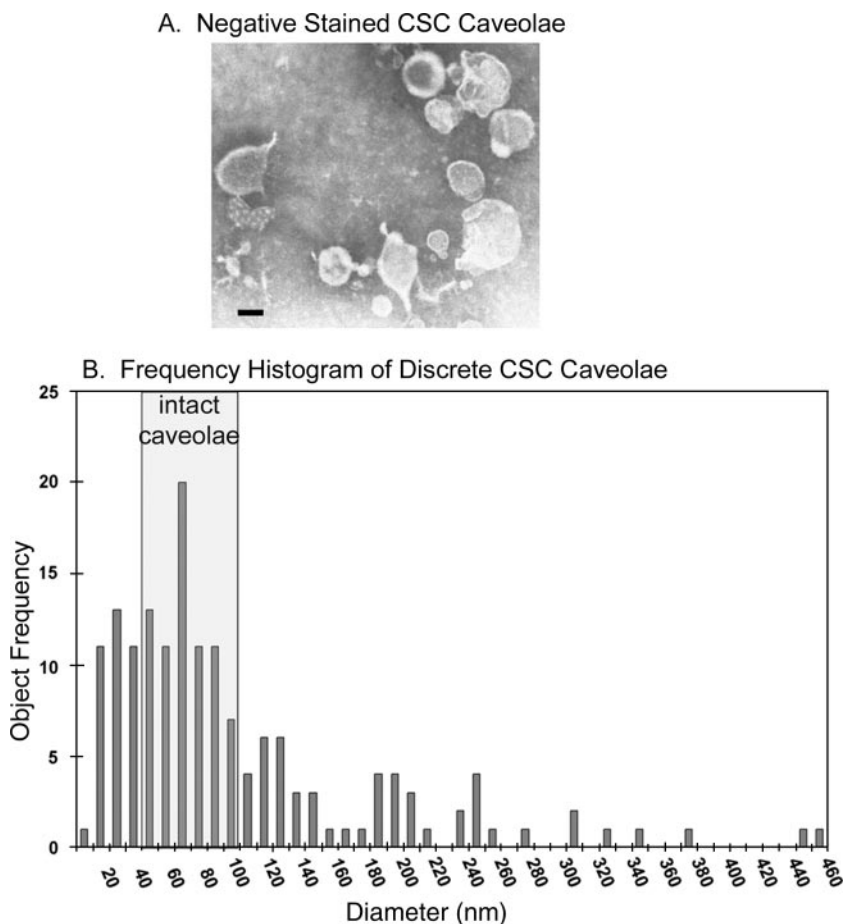 A. Negative Stained CSC Caveolae
B. Frequency Histogram of Discrete CSC Caveolae
intact
caveolae
25
20
15
10
5
0
Object Frequency
20 40 60 80 100 120 140 160 180 200 220 240 260 280 300 320 340 360 380 400 420 440 460
Diameter (nm)